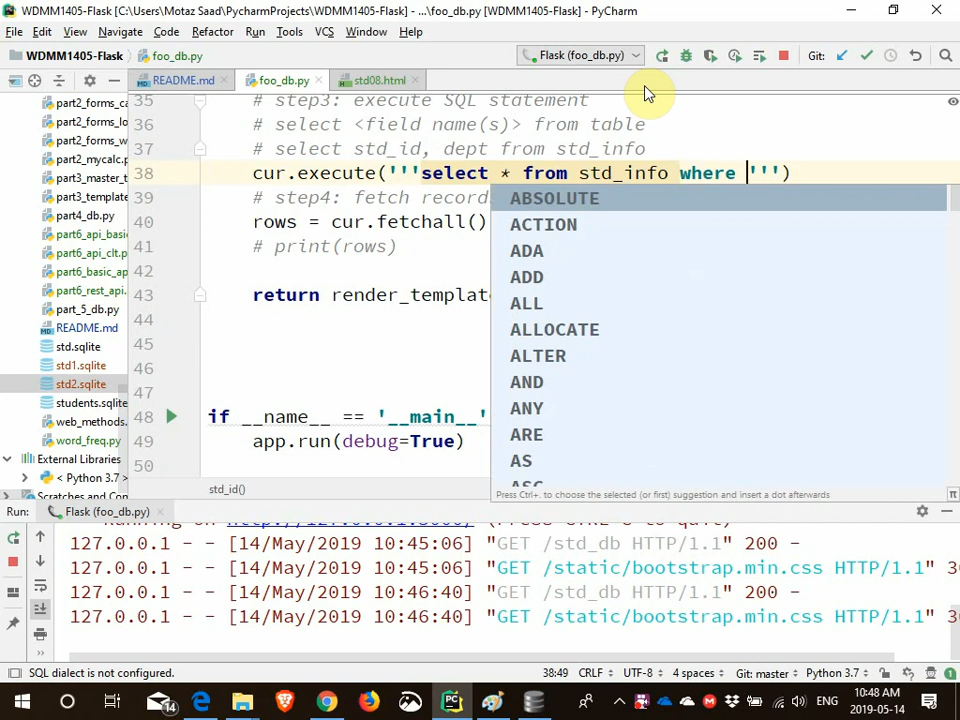 WDMM1405-Flask [C:\Users\Motaz Saad\PycharmProjects\WDMM1405-Flask] - ...\foo_db.py [WDMM1405-Flask] - PyCharm
File Edit View Navigate Code Refactor Run Tools VCS Window Help
WDMM1405-Flask foo_db.py Flask (foo_db.py) Git:
README.md foo_db.py std08.html
part2_forms_ca
part2_forms_lo
part2_forms_w
part2_mycalc.p
part3_master_t
part3_template
part4_db.py
part6_api_basic
part6_api_clt.p
part6_basic_ap
part6_rest_api.
part_5_db.py
README.md
std.sqlite
std1.sqlite
std2.sqlite
students.sqlite
web_methods.
word_freq.py
External Libraries
< Python 3.7 >
Scratches and Con
35 # step3: execute SQL statement
36 # select <field name(s)> from table
37 # select std_id, dept from std_info
38 cur.execute('''select * from std_info where ''')
39 # step4: fetch record
40 rows = cur.fetchall()
41 # print(rows)
42
43 return render_template
44
45
46
47
48 if __name__ == '__main__'
49 app.run(debug=True)
50
ABSOLUTE
ACTION
ADA
ADD
ALL
ALLOCATE
ALTER
AND
ANY
ARE
AS
ASC
Press Ctrl+. to choose the selected (or first) suggestion and insert a dot afterwards
std_id()
Run: Flask (foo_db.py)
Running on http://127.0.0.1:5000/ (Press CTRL+C to quit)
127.0.0.1 - - [14/May/2019 10:45:06] "GET /std_db HTTP/1.1" 200 -
127.0.0.1 - - [14/May/2019 10:45:06] "GET /static/bootstrap.min.css HTTP/1.1" 30
127.0.0.1 - - [14/May/2019 10:46:40] "GET /std_db HTTP/1.1" 200 -
127.0.0.1 - - [14/May/2019 10:46:40] "GET /static/bootstrap.min.css HTTP/1.1" 30
SQL dialect is not configured. 38:49 CRLF UTF-8 4 spaces Git: master Python 3.7
14 ENG 10:48 AM
2019-05-14